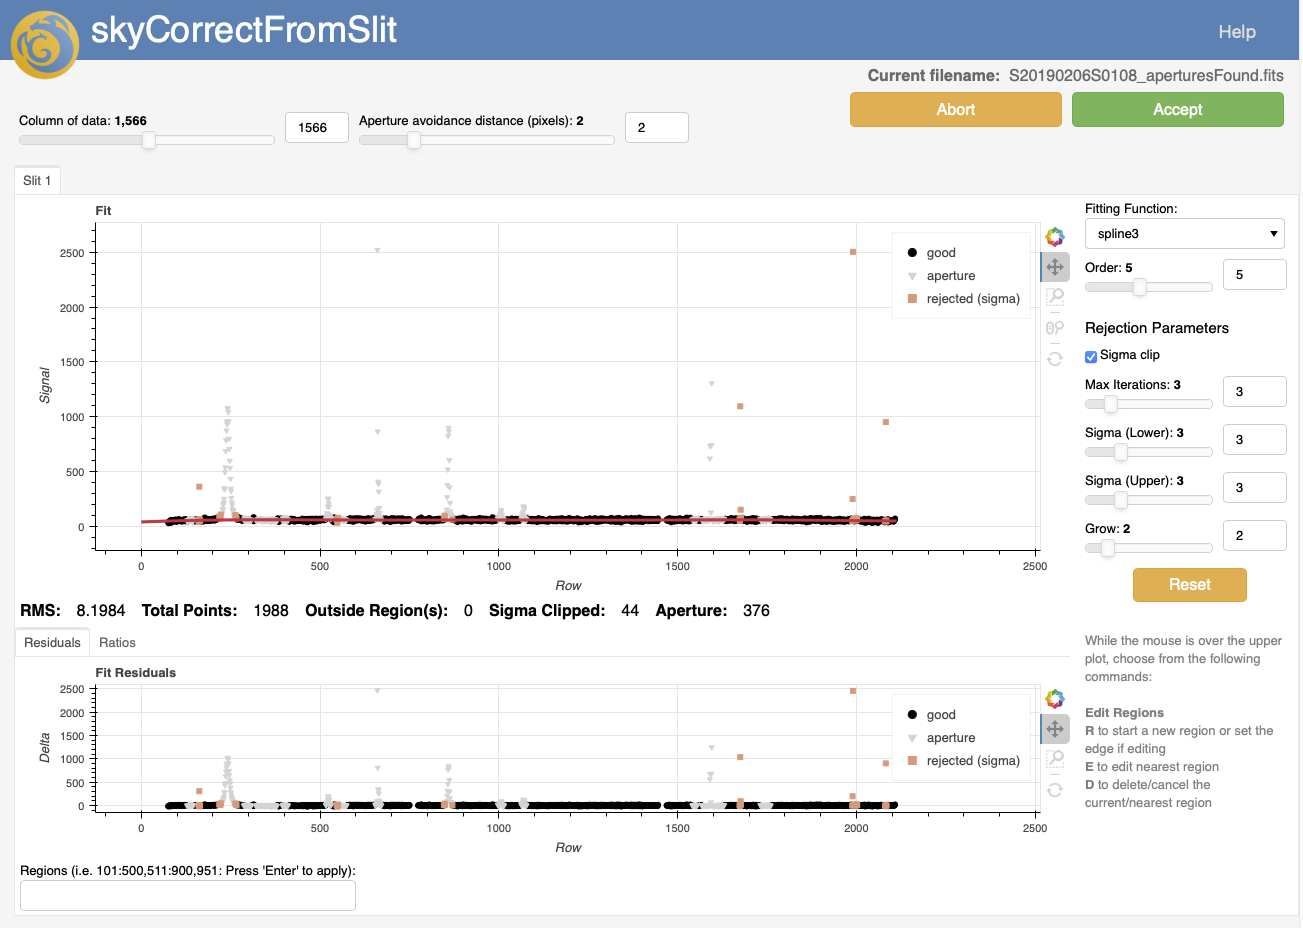 skyCorrectFromSlit
Help
Current filename: S20190206S0108_aperturesFound.fits
Abort
Accept
Column of data: 1,566
1566
Aperture avoidance distance (pixels): 2
2
Slit 1
Fit
2500
2000
1500
1000
500
0
Signal
good
aperture
rejected (sigma)
0
500
1000
1500
2000
2500
Row
RMS: 8.1984 Total Points: 1988 Outside Region(s): 0 Sigma Clipped: 44 Aperture: 376
Residuals
Ratios
Fit Residuals
2500
2000
1500
1000
500
0
Delta
good
aperture
rejected (sigma)
0
500
1000
1500
2000
2500
Row
Regions (i.e. 101:500,511:900,951: Press 'Enter' to apply):
Fitting Function:
spline3
Order: 5
5
Rejection Parameters
Sigma clip
Max Iterations: 3
3
Sigma (Lower): 3
3
Sigma (Upper): 3
3
Grow: 2
2
Reset
While the mouse is over the upper
plot, choose from the following
commands:
Edit Regions
R to start a new region or set the
edge if editing
E to edit nearest region
D to delete/cancel the
current/nearest region